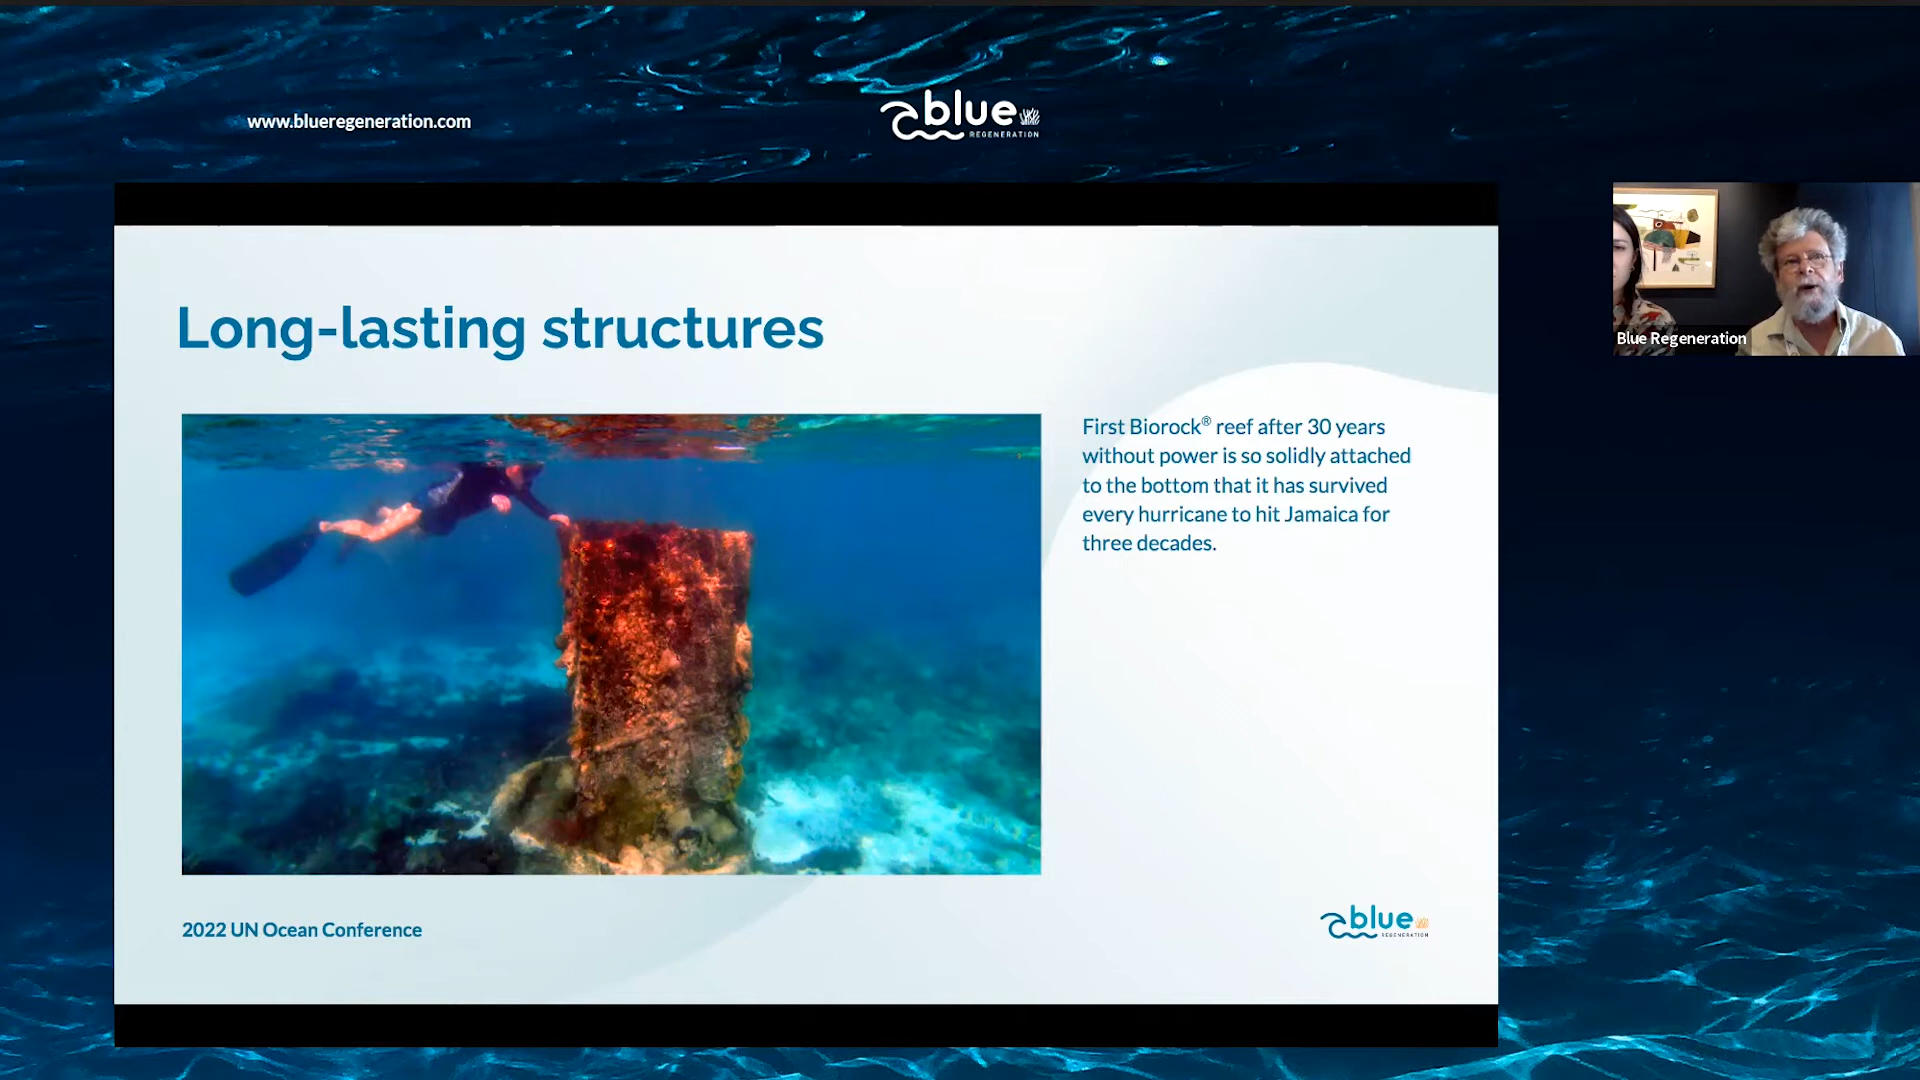 www.blueregeneration.com
blue
REGENERATION
Long-lasting structures
First Biorock® reef after 30 years
without power is so solidly attached
to the bottom that it has survived
every hurricane to hit Jamaica for
three decades.
Blue Regeneration
2022 UN Ocean Conference
blue
REGENERATION